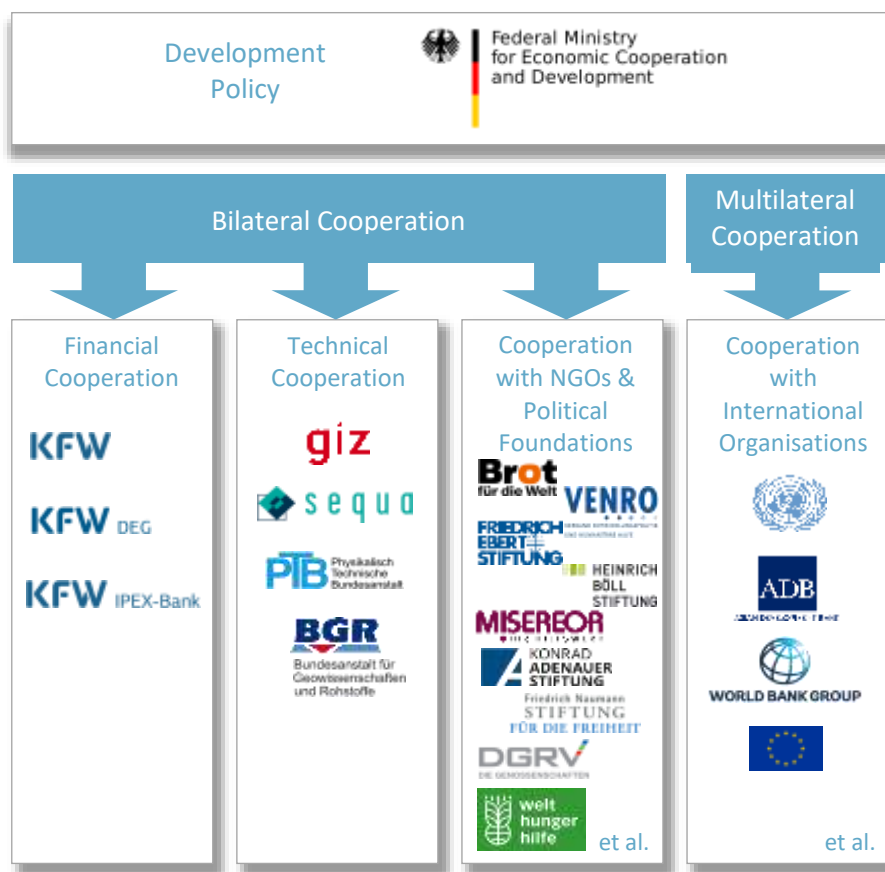 Development
Policy
Federal Ministry
for Economic Cooperation
and Development
Bilateral Cooperation
Multilateral
Cooperation
Financial
Cooperation
KFW
KFW DEG
KFW IPEX-Bank
Technical
Cooperation
giz
sequa
PTB Physikalisch
Technische
Bundesanstalt
BGR
Bundesanstalt für
Geowissenschaften
und Rohstoffe
Cooperation
with NGOs &
Political
Foundations
Brot
für die Welt
VENRO
FRIEDRICH
EBERT
STIFTUNG
HEINRICH
BÖLL
STIFTUNG
MISEREOR
KONRAD
ADENAUER
STIFTUNG
Friedrich Naumann
STIFTUNG
FÜR DIE FREIHEIT
DGRV
DIE GENOSSENSCHAFTEN
welt
hunger
hilfe
et al.
Cooperation
with
International
Organisations
ADB
WORLD BANK GROUP
et al.